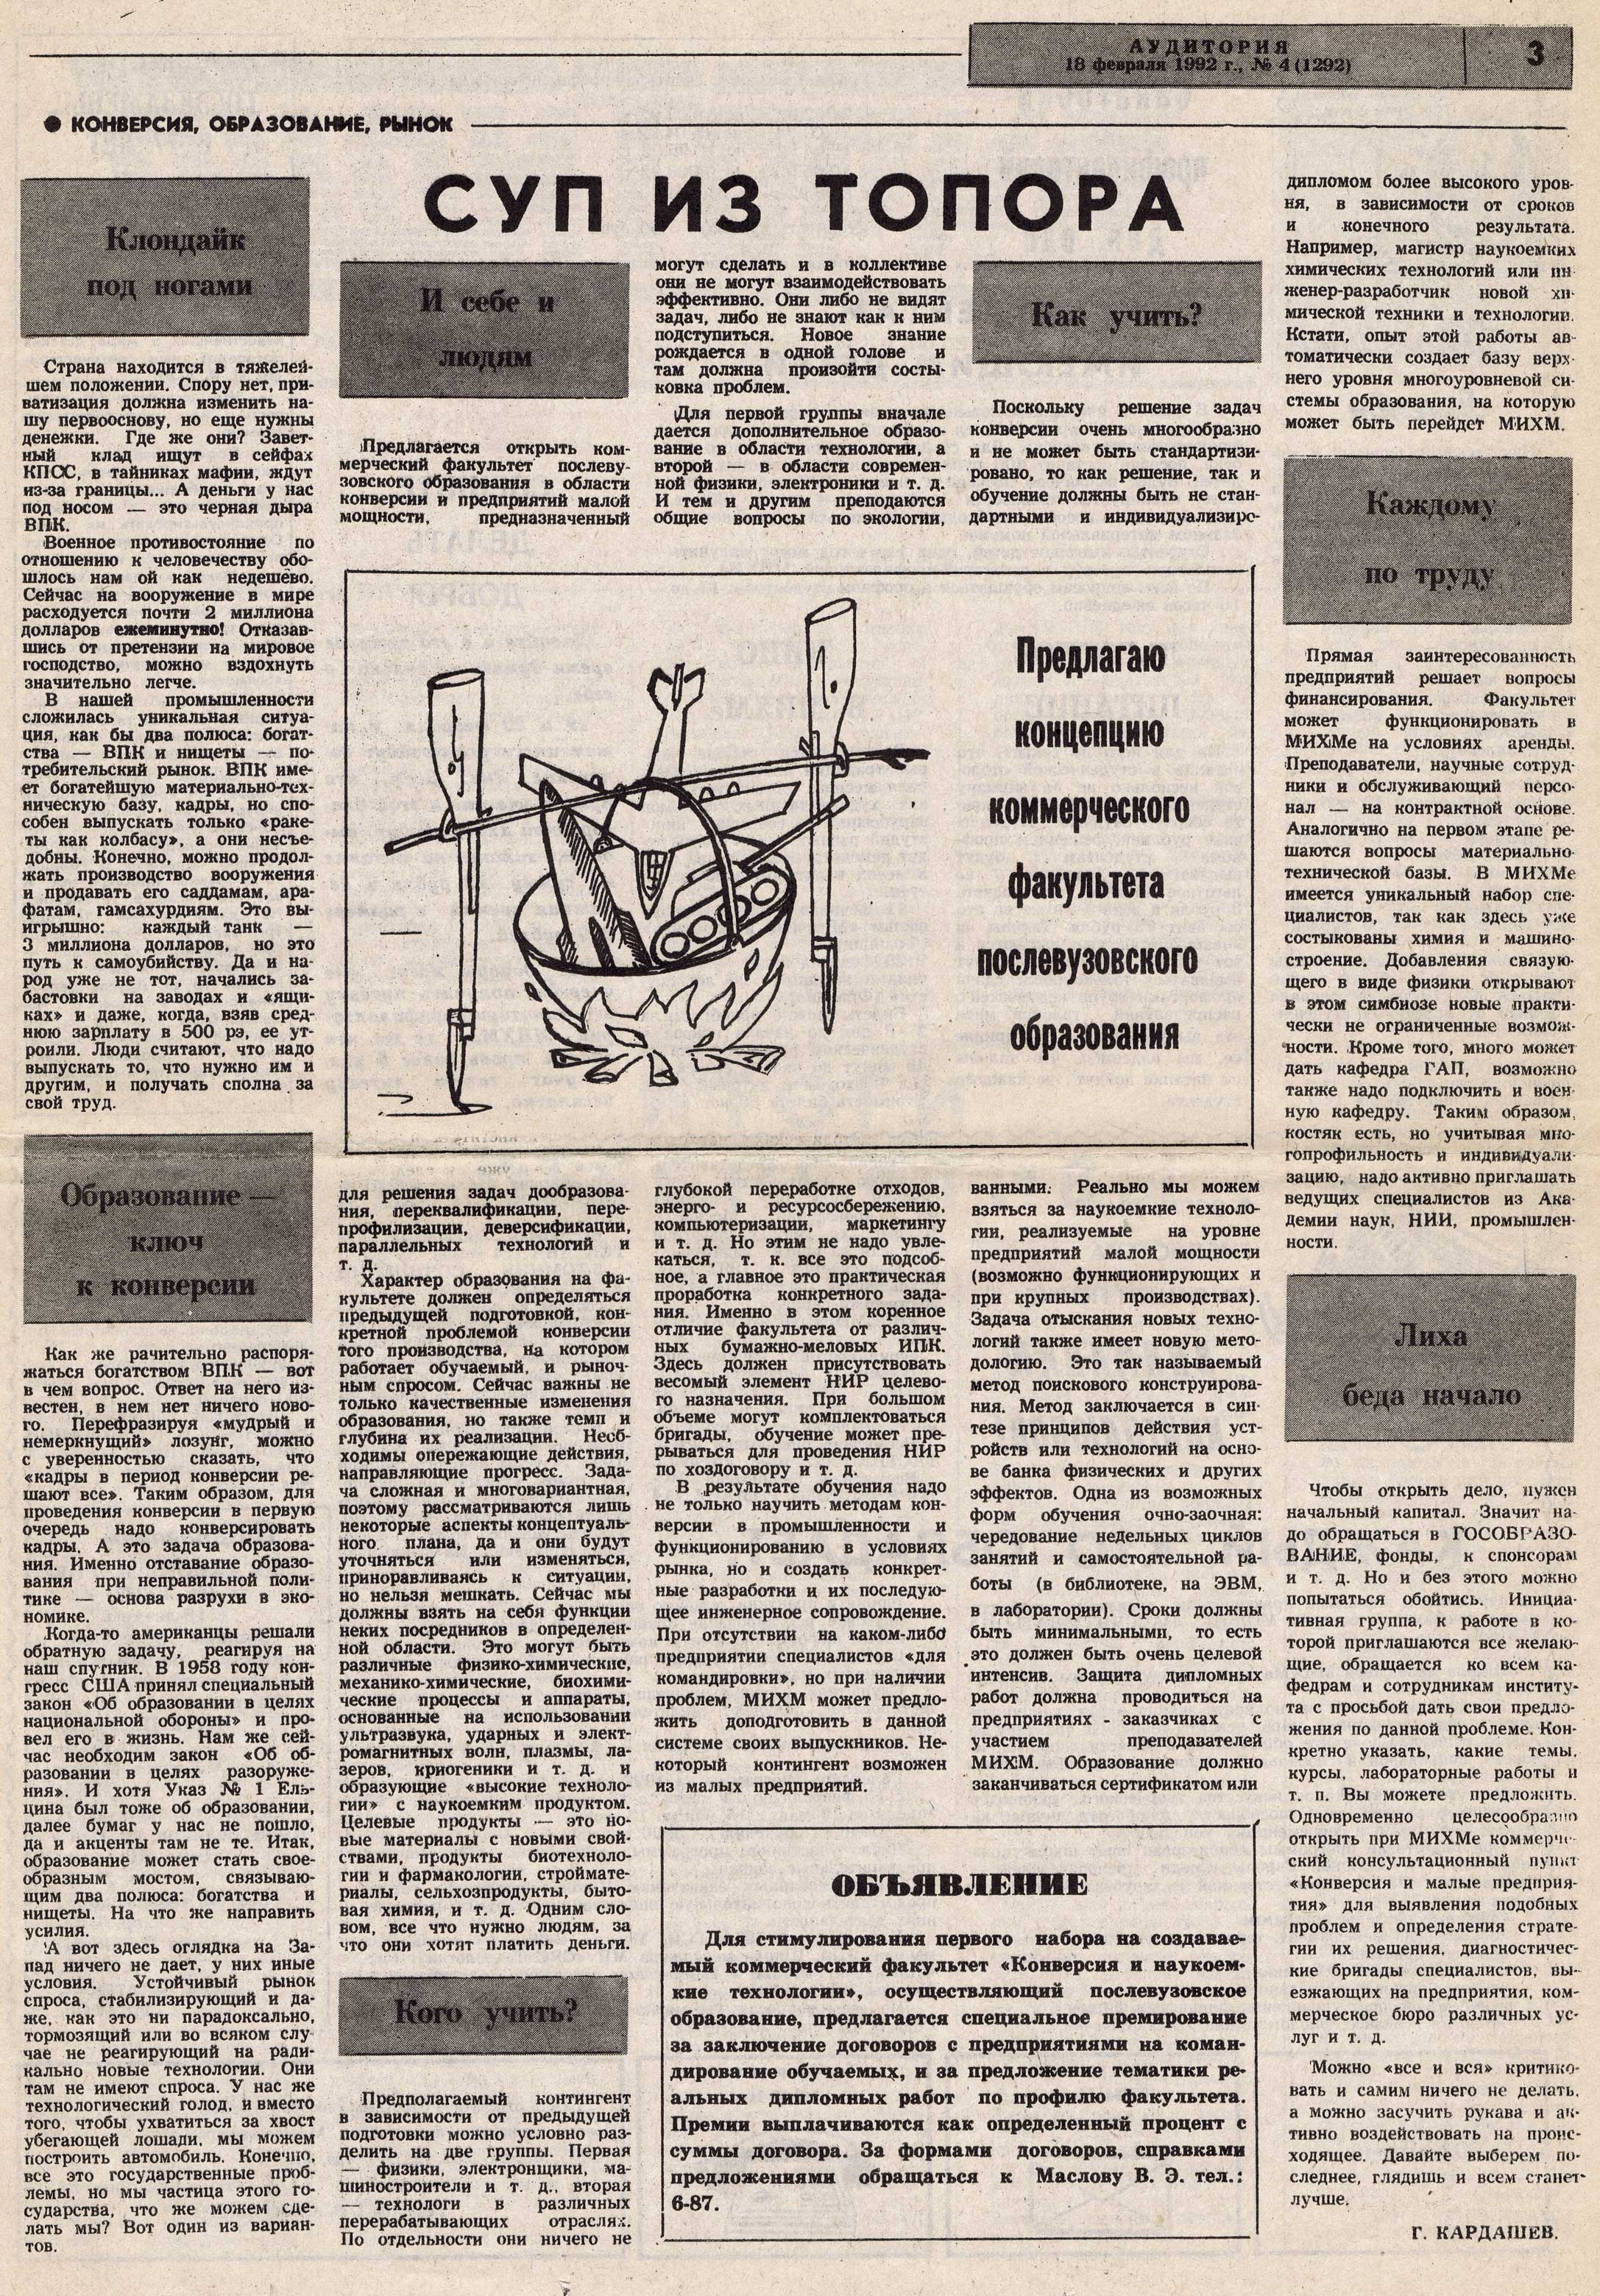 АУДИТОРИЯ
18 февраля 1992 г., № 4 (1292)
3
● КОНВЕРСИЯ, ОБРАЗОВАНИЕ, РЫНОК
СУП ИЗ ТОПОРА
Клондайк
под ногами
Страна находится в тяжелей-
шем положении. Спору нет, при-
ватизация должна изменить на-
шу первооснову, но еще нужны
денежки. Где же они? Завет-
ный клад ищут в сейфах
КПСС, в тайниках мафии, ждут
из-за границы... А деньги у нас
под носом — это черная дыра
ВПК.
Военное противостояние по
отношению к человечеству обо-
шлось нам ой как недешево.
Сейчас на вооружение в мире
расходуется почти 2 миллиона
долларов ежеминутно! Отказав-
шись от претензии на мировое
господство, можно вздохнуть
значительно легче.
В нашей промышленности
сложилась уникальная ситуа-
ция, как бы два полюса: богат-
ства — ВПК и нищеты — по-
требительский рынок. ВПК име-
ет богатейшую материально-тех-
ническую базу, кадры, но спо-
собен выпускать только «раке-
ты как колбасу», а они несъе-
добны. Конечно, можно продол-
жать производство вооружения
и продавать его саддамам, ара-
фатам, гамсахурдиям. Это вы-
игрышно: каждый танк —
3 миллиона долларов, но это
путь к самоубийству. Да и на-
род уже не тот, начались за-
бастовки на заводах и «ящи-
ках» и даже, когда, взяв сред-
нюю зарплату в 500 рэ, ее ут-
роили. Люди считают, что надо
выпускать то, что нужно им и
другим, и получать сполна за
свой труд.
Образование —
ключ
к конверсии
Как же рачительно распоря-
жаться богатством ВПК — вот
в чем вопрос. Ответ на него из-
вестен, в нем нет ничего ново-
го. Перефразируя «мудрый и
немеркнущий» лозунг, можно
с уверенностью сказать, что
«кадры в период конверсии ре-
шают все». Таким образом, для
проведения конверсии в первую
очередь надо конверсировать
кадры. А это задача образова-
ния. Именно отставание образо-
вания при неправильной поли-
тике — основа разрухи в эко-
номике.
Когда-то американцы решали
обратную задачу, реагируя на
наш спутник. В 1958 году кон-
гресс США принял специальный
закон «Об образовании в целях
национальной обороны» и про-
вел его в жизнь. Нам же сей-
час необходим закон «Об об-
разовании в целях разоруже-
ния». И хотя Указ № 1 Ель-
цина был тоже об образовании,
далее бумаг у нас не пошло,
да и акценты там не те. Итак,
образование может стать свое-
образным мостом, связываю-
щим два полюса: богатства и
нищеты. На что же направить
усилия.
А вот здесь оглядка на За-
пад ничего не дает, у них иные
условия. Устойчивый рынок
спроса, стабилизирующий и да-
же, как это ни парадоксально,
тормозящий или во всяком слу
чае не реагирующий на ради-
кально новые технологии. Они
там не имеют спроса. У нас же
технологический голод, и вместо
того, чтобы ухватиться за хвост
убегающей лошади, мы можем
построить автомобиль. Конечно,
все это государственные проб-
лемы, но мы частица этого го-
сударства, что же можем сде-
лать мы? Вот один из вариан-
тов.
И себе и
людям
Предлагается открыть ком-
мерческий факультет послеву-
зовского образования в области
конверсии и предприятий малой
мощности, предназначенный
для решения задач дообразова-
ния, переквалификации, пере-
профилизации, деверсификации,
параллельных технологий и
т. д.
Характер образования на фа-
культете должен определяться
предыдущей подготовкой, кон-
кретной проблемой конверсии
того производства, на котором
работает обучаемый, и рыноч-
ным спросом. Сейчас важны не
только качественные изменения
образования, но также темп и
глубина их реализации. Необ-
ходимы опережающие действия,
направляющие прогресс. Зада-
ча сложная и многовариантная,
поэтому рассматриваются лишь
некоторые аспекты концептуаль-
ного плана, да и они будут
уточняться или изменяться,
приноравливаясь к ситуации,
но нельзя мешкать. Сейчас мы
должны взять на себя функции
неких посредников в определен-
ной области. Это могут быть
различные физико-химические,
механико-химические, биохими-
ческие процессы и аппараты,
основанные на использовании
ультразвука, ударных и элект-
ромагнитных волн, плазмы, ла-
зеров, криогеники и т. д. и
образующие «высокие техноло-
гии» с наукоемким продуктом.
Целевые продукты — это но-
вые материалы с новыми свой-
ствами, продукты биотехноло-
гии и фармакологии, стройматe-
риалы, сельхозпродукты, быто-
вая химия, и т. д. Одним сло-
вом, все что нужно людям, за
что они хотят платить деньги.
Кого учить?
Предполагаемый контингент
в зависимости от предыдущей
подготовки можно условно раз-
делить на две группы. Первая
— физики, электронщики, ма-
шиностроители и т. д., вторая
— технологи в различных
перерабатывающих отраслях.
По отдельности они ничего не
могут сделать и в коллективе
они не могут взаимодействовать
эффективно. Они либо не видят
задач, либо не знают как к ним
подступиться. Новое знание
рождается в одной голове и
там должна произойти состы-
ковка проблем.
Для первой группы вначале
дается дополнительное образо-
вание в области технологии, а
второй — в области современ-
ной физики, электроники и т. д.
И тем и другим преподаются
общие вопросы по экологии,
глубокой переработке отходов,
энерго- и ресурсосбережению,
компьютеризации, маркетингу
и т. д. Но этим не надо увле-
каться, т. к. все это подсоб-
ное, а главное это практическая
проработка конкретного зада-
ния. Именно в этом коренное
отличие факультета от различ-
ных бумажно-меловых ИПК.
Здесь должен присутствовать
весомый элемент НИР целево-
го назначения. При большом
объеме могут комплектоваться
бригады, обучение может пре-
рываться для проведения НИР
по хоздоговору и т. д.
В результате обучения надо
не только научить методам кон-
версии в промышленности и
функционированию в условиях
рынка, но и создать конкрет-
ные разработки и их последую-
щее инженерное сопровождение.
При отсутствии на каком-либо
предприятии специалистов «для
командировки», но при наличии
проблем, МИХМ может предло-
жить доподготовить в данной
системе своих выпускников. Не-
который контингент возможен
из малых предприятий.
Как учить?
Поскольку решение задач
конверсии очень многообразно
и не может быть стандартизи-
ровано, то как решение, так и
обучение должны быть не стан-
дартными и индивидуализиро-
ванными. Реально мы можем
взяться за наукоемкие техноло-
гии, реализуемые на уровне
предприятий малой мощности
(возможно функционирующих и
при крупных производствах).
Задача отыскания новых техно-
логий также имеет новую мето-
дологию. Это так называемый
метод поискового конструирова-
ния. Метод заключается в син-
тезе принципов действия уст-
ройств или технологий на осно-
ве банка физических и других
эффектов. Одна из возможных
форм обучения очно-заочная:
чередование недельных циклов
занятий и самостоятельной ра-
боты (в библиотеке, на ЭВМ,
в лаборатории). Сроки должны
быть минимальными, то есть
это должен быть очень целевой
интенсив. Защита дипломных
работ должна проводиться на
предприятиях - заказчиках с
участием преподавателей
МИХМ. Образование должно
заканчиваться сертификатом или
дипломом более высокого уров-
ня, в зависимости от сроков
и конечного результата.
Например, магистр наукоемких
химических технологий или ин
женер-разработчик новой хи-
мической техники и технологии.
Кстати, опыт этой работы ав-
томатически создает базу верх-
него уровня многоуровневой си-
стемы образования, на которую
может быть перейдет МИХМ.
Предлагаю
концепцию
коммерческого
факультета
послевузовского
образования
Каждому
по труду
Прямая заинтересованность
предприятий решает вопросы
финансирования. Факультет
может функционировать в
МИХМе на условиях аренды.
Преподаватели, научные сотруд-
ники и обслуживающий персо-
нал — на контрактной основе.
Аналогично на первом этапе ре-
шаются вопросы материально-
технической базы. В МИХМе
имеется уникальный набор спе-
циалистов, так как здесь уже
состыкованы химия и машино-
строение. Добавления связую-
щего в виде физики открывают
в этом симбиозе новые практи-
чески не ограниченные возмож-
ности. Кроме того, много может
дать кафедра ГАП, возможно
также надо подключить и воен-
ную кафедру. Таким образом,
костяк есть, но учитывая мно-
гопрофильность и индивидуали-
зацию, надо активно приглашать
ведущих специалистов из Ака-
демии наук, НИИ, промышлен-
ности.
Лиха
беда начало
Чтобы открыть дело, нужен
начальный капитал. Значит на-
до обращаться в ГОСОБРАЗО-
ВАНИЕ, фонды, к спонсорам
и т. д. Но и без этого можно
попытаться обойтись. Инициа-
тивная группа, к работе в ко-
торой приглашаются все желаю-
щие, обращается ко всем ка-
федрам и сотрудникам институ-
та с просьбой дать свои предло-
жения по данной проблеме. Кон-
кретно указать, какие темы,
курсы, лабораторные работы и
т. п. Вы можете предложить.
Одновременно целесообразно
открыть при МИХМе коммерче-
ский консультационный пункт
«Конверсия и малые предприя-
тия» для выявления подобных
проблем и определения страте-
гии их решения, диагностичес-
кие бригады специалистов, вы-
езжающих на предприятия, ком-
мерческое бюро различных ус-
луг и т. д.
Можно «все и вся» критико-
вать и самим ничего не делать,
а можно засучить рукава и ак-
тивно воздействовать на проис-
ходящее. Давайте выберем по-
следнее, глядишь и всем станет
лучше.
Г. КАРДАШЕВ.
ОБЪЯВЛЕНИЕ
Для стимулирования первого набора на создавае-
мый коммерческий факультет «Конверсия и наукоем-
кие технологии», осуществляющий послевузовское
образование, предлагается специальное премирование
за заключение договоров с предприятиями на коман-
дирование обучаемых, и за предложение тематики ре-
альных дипломных работ по профилю факультета.
Премии выплачиваются как определенный процент с
суммы договора. За формами договоров, справками
предложениями обращаться к Маслову В. Э. тел.:
6-87.